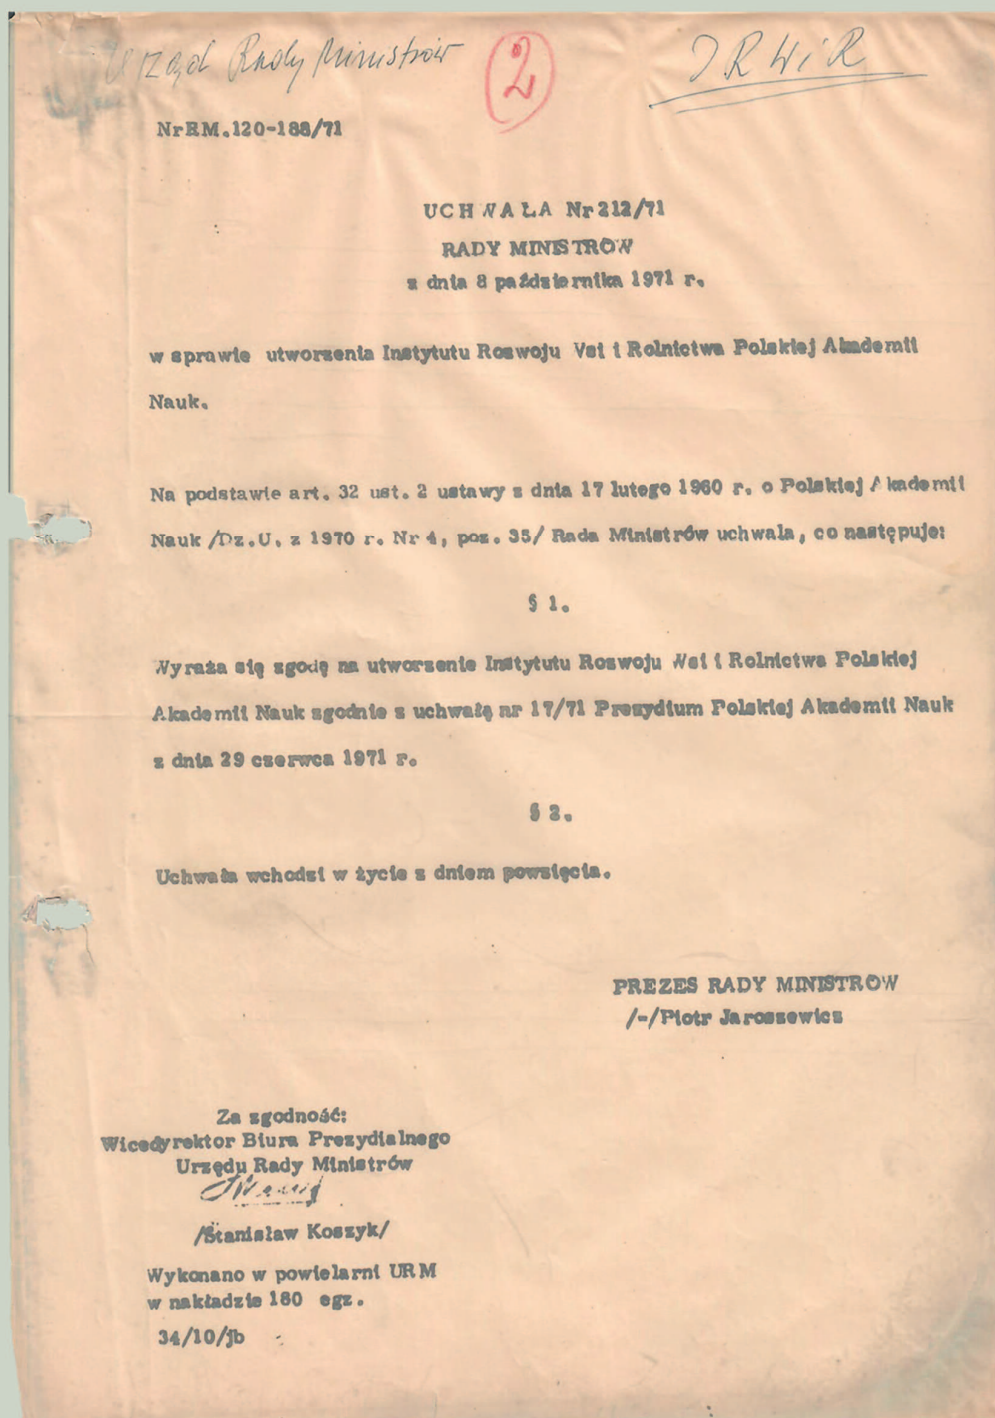 Urząd Rady Ministrów
2
IRWiR
NrRM.120-188/71
UCHWAŁA Nr 212/71
RADY MINISTROW
z dnia 8 października 1971 r.
w sprawie utworzenia Instytutu Rozwoju Wsi i Rolnictwa Polskiej Akademii
Nauk.
Na podstawie art. 32 ust. 2 ustawy z dnia 17 lutego 1960 r. o Polskiej Akademii
Nauk /Dz.U. z 1970 r. Nr 4, poz. 35/ Rada Ministrów uchwala, co następuje:
§ 1.
Wyraża się zgodę na utworzenie Instytutu Rozwoju Wsi i Rolnictwa Polskiej
Akademii Nauk zgodnie z uchwałą nr 17/71 Prezydium Polskiej Akademii Nauk
z dnia 29 czerwca 1971 r.
§ 2.
Uchwała wchodzi w życie z dniem powzięcia.
PREZES RADY MINISTROW
/-/Piotr Jaroszewicz
Za zgodność:
Wicedyrektor Biura Prezydialnego
Urzędu Rady Ministrów
/Stanisław Koszyk/
Wykonano w powielarni URM
w nakładzie 180 egz.
34/10/jb